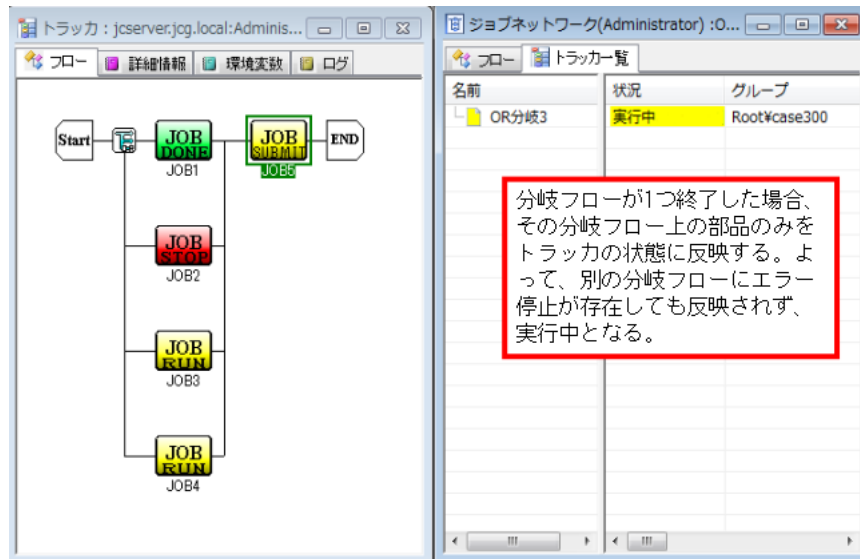 トラッカ : jcserver.jcg.local:Adminis...
フロー 詳細情報 環境変数 ログ
Start
JOB
DONE
JOB1
JOB
SUBMIT
JOB5
END
JOB
STOP
JOB2
JOB
RUN
JOB3
JOB
RUN
JOB4
ジョブネットワーク(Administrator) :O...
フロー トラッカ一覧
名前 状況 グループ
OR分岐3 実行中 Root¥case300
分岐フローが1つ終了した場合、
その分岐フロー上の部品のみを
トラッカの状態に反映する。よ
って、別の分岐フローにエラー
停止が存在しても反映されず、
実行中となる。